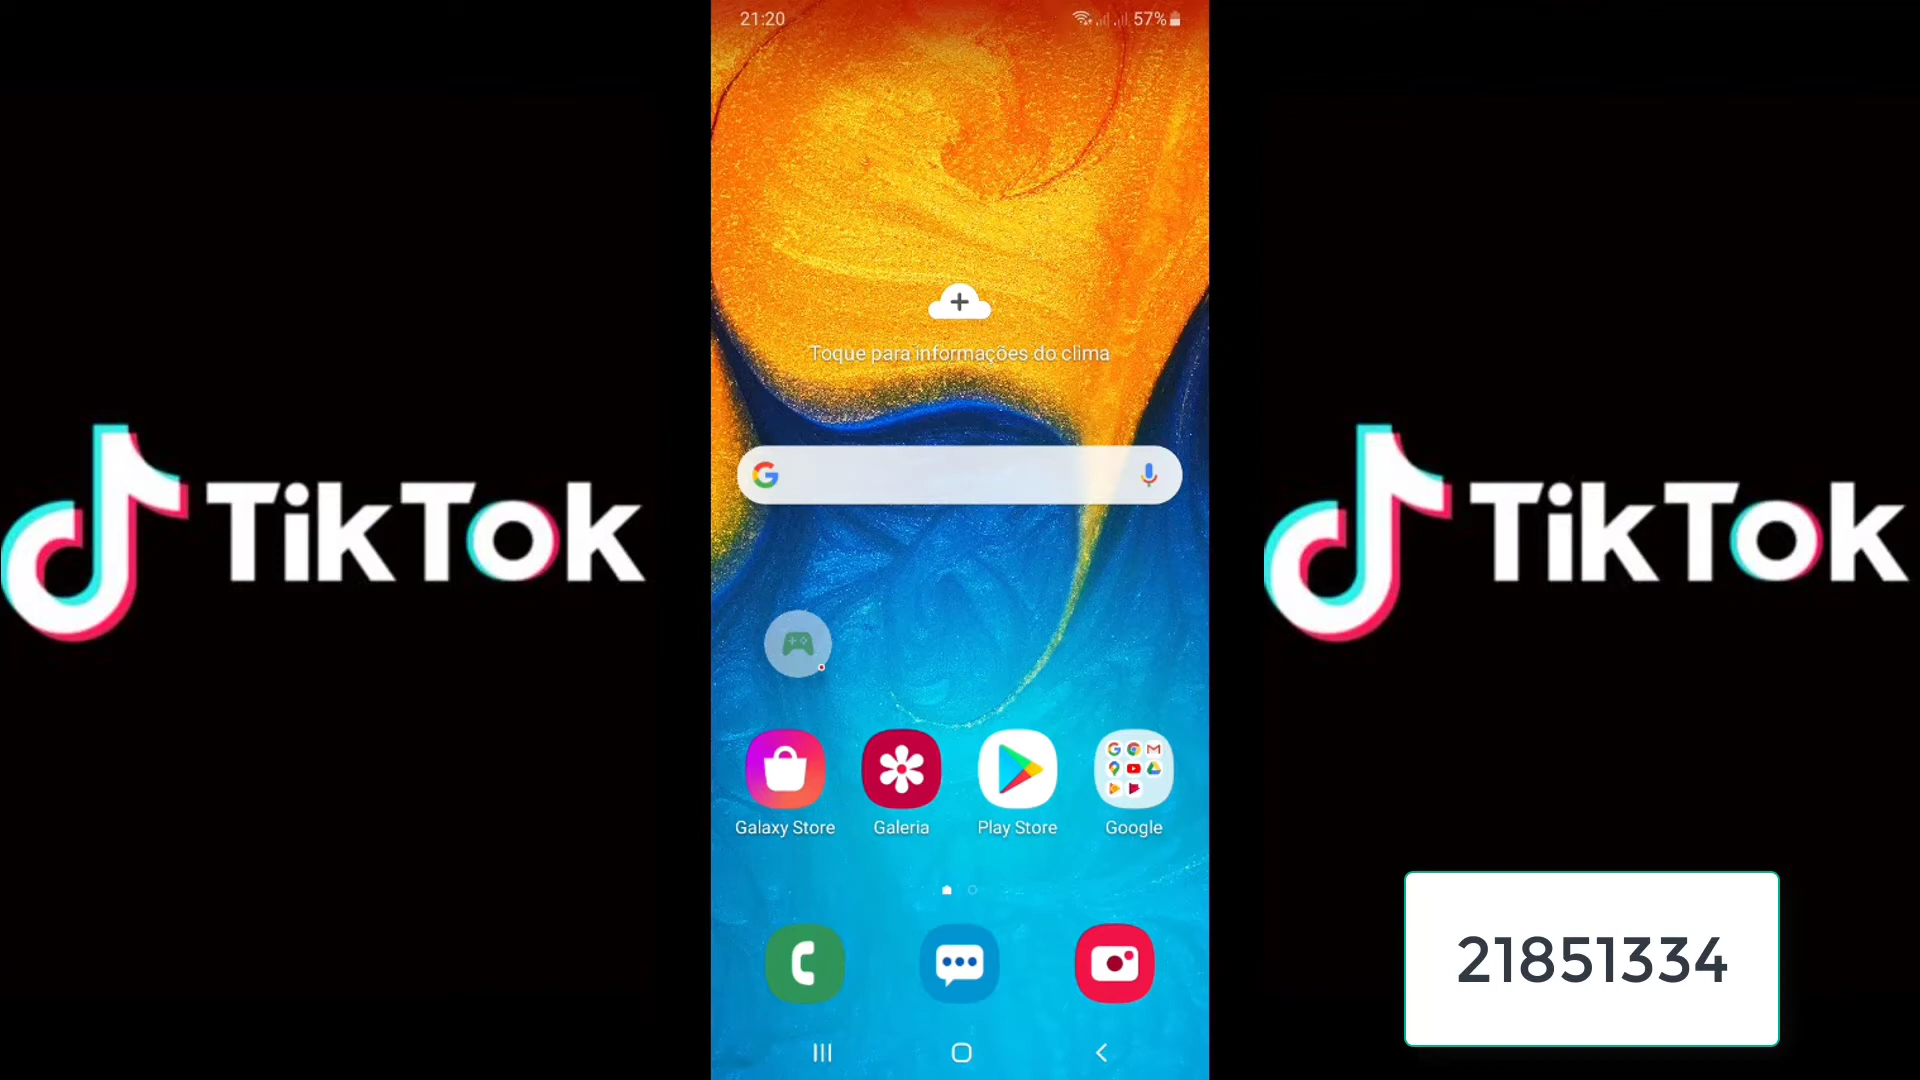 21:20
57%
Toque para informações do clima
TikTok
TikTok
Galaxy Store
Galeria
Play Store
Google
21851334